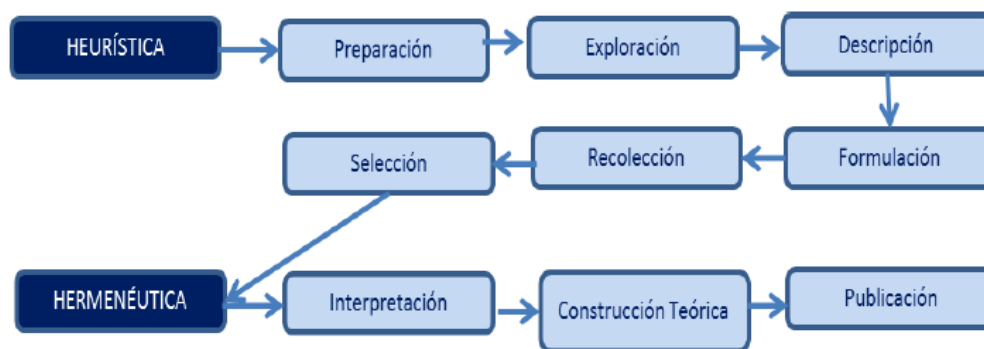 HEURÍSTICA
Preparación
Exploración
Descripción
Formulación
Recolección
Selección
HERMENÉUTICA
Interpretación
Construcción Teórica
Publicación